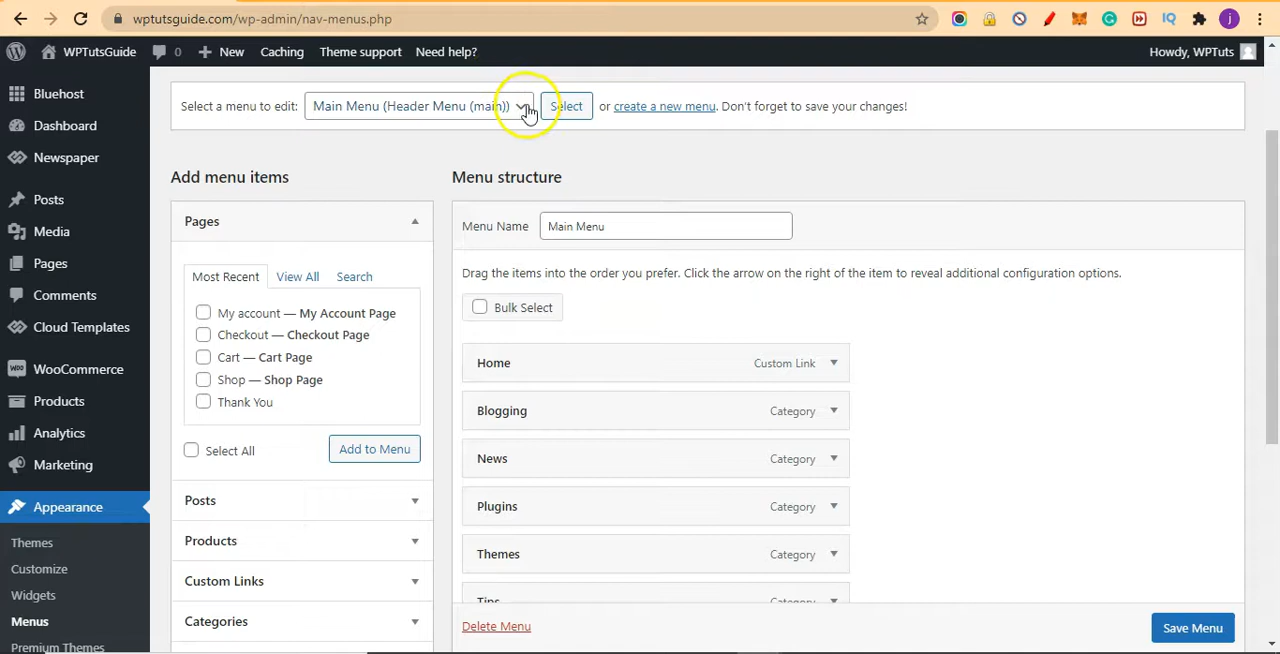 wptutsguide.com/wp-admin/nav-menus.php
IQ
j
WPTutsGuide 0 New Caching Theme support Need help? Howdy, WPTuts
Bluehost
Dashboard
Newspaper
Posts
Media
Pages
Comments
Cloud Templates
WooCommerce
Products
Analytics
Marketing
Appearance
Themes
Customize
Widgets
Menus
Premium Themes
Select a menu to edit: Main Menu (Header Menu (main)) Select or create a new menu. Don't forget to save your changes!
Add menu items
Pages
Most Recent View All Search
My account — My Account Page
Checkout — Checkout Page
Cart — Cart Page
Shop — Shop Page
Thank You
Select All Add to Menu
Posts
Products
Custom Links
Categories
Menu structure
Menu Name Main Menu
Drag the items into the order you prefer. Click the arrow on the right of the item to reveal additional configuration options.
Bulk Select
Home Custom Link
Blogging Category
News Category
Plugins Category
Themes Category
Tips Category
Delete Menu Save Menu